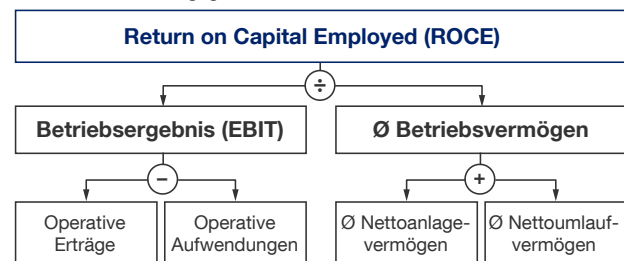 Return on Capital Employed (ROCE)
÷
Betriebsergebnis (EBIT)
Ø Betriebsvermögen
–
+
Operative
Erträge
Operative
Aufwendungen
Ø Nettoanlage-
vermögen
Ø Nettoumlauf-
vermögen